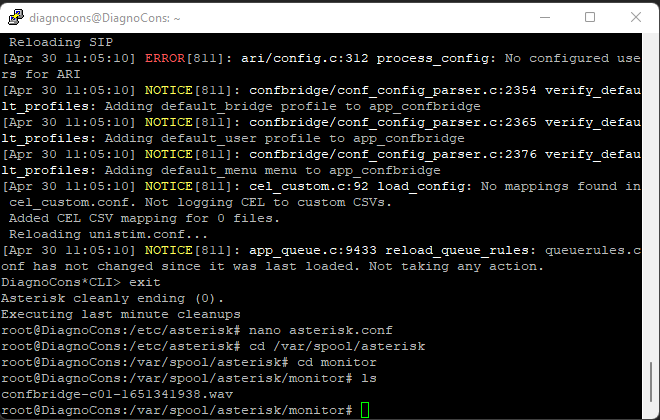 diagnocons@DiagnoCons: ~
Reloading SIP
[Apr 30 11:05:10] ERROR[811]: ari/config.c:312 process_config: No configured use
rs for ARI
[Apr 30 11:05:10] NOTICE[811]: confbridge/conf_config_parser.c:2354 verify_defau
lt_profiles: Adding default_bridge profile to app_confbridge
[Apr 30 11:05:10] NOTICE[811]: confbridge/conf_config_parser.c:2365 verify_defau
lt_profiles: Adding default_user profile to app_confbridge
[Apr 30 11:05:10] NOTICE[811]: confbridge/conf_config_parser.c:2376 verify_defau
lt_profiles: Adding default_menu menu to app_confbridge
[Apr 30 11:05:10] NOTICE[811]: cel_custom.c:92 load_config: No mappings found in
 cel_custom.conf. Not logging CEL to custom CSVs.
 Added CEL CSV mapping for 0 files.
 Reloading unistim.conf...
[Apr 30 11:05:10] NOTICE[811]: app_queue.c:9433 reload_queue_rules: queuerules.c
onf has not changed since it was last loaded. Not taking any action.
DiagnoCons*CLI> exit
Asterisk cleanly ending (0).
Executing last minute cleanups
root@DiagnoCons:/etc/asterisk# nano asterisk.conf
root@DiagnoCons:/etc/asterisk# cd /var/spool/asterisk
root@DiagnoCons:/var/spool/asterisk# cd monitor
root@DiagnoCons:/var/spool/asterisk/monitor# ls
confbridge-c01-1651341938.wav
root@DiagnoCons:/var/spool/asterisk/monitor#